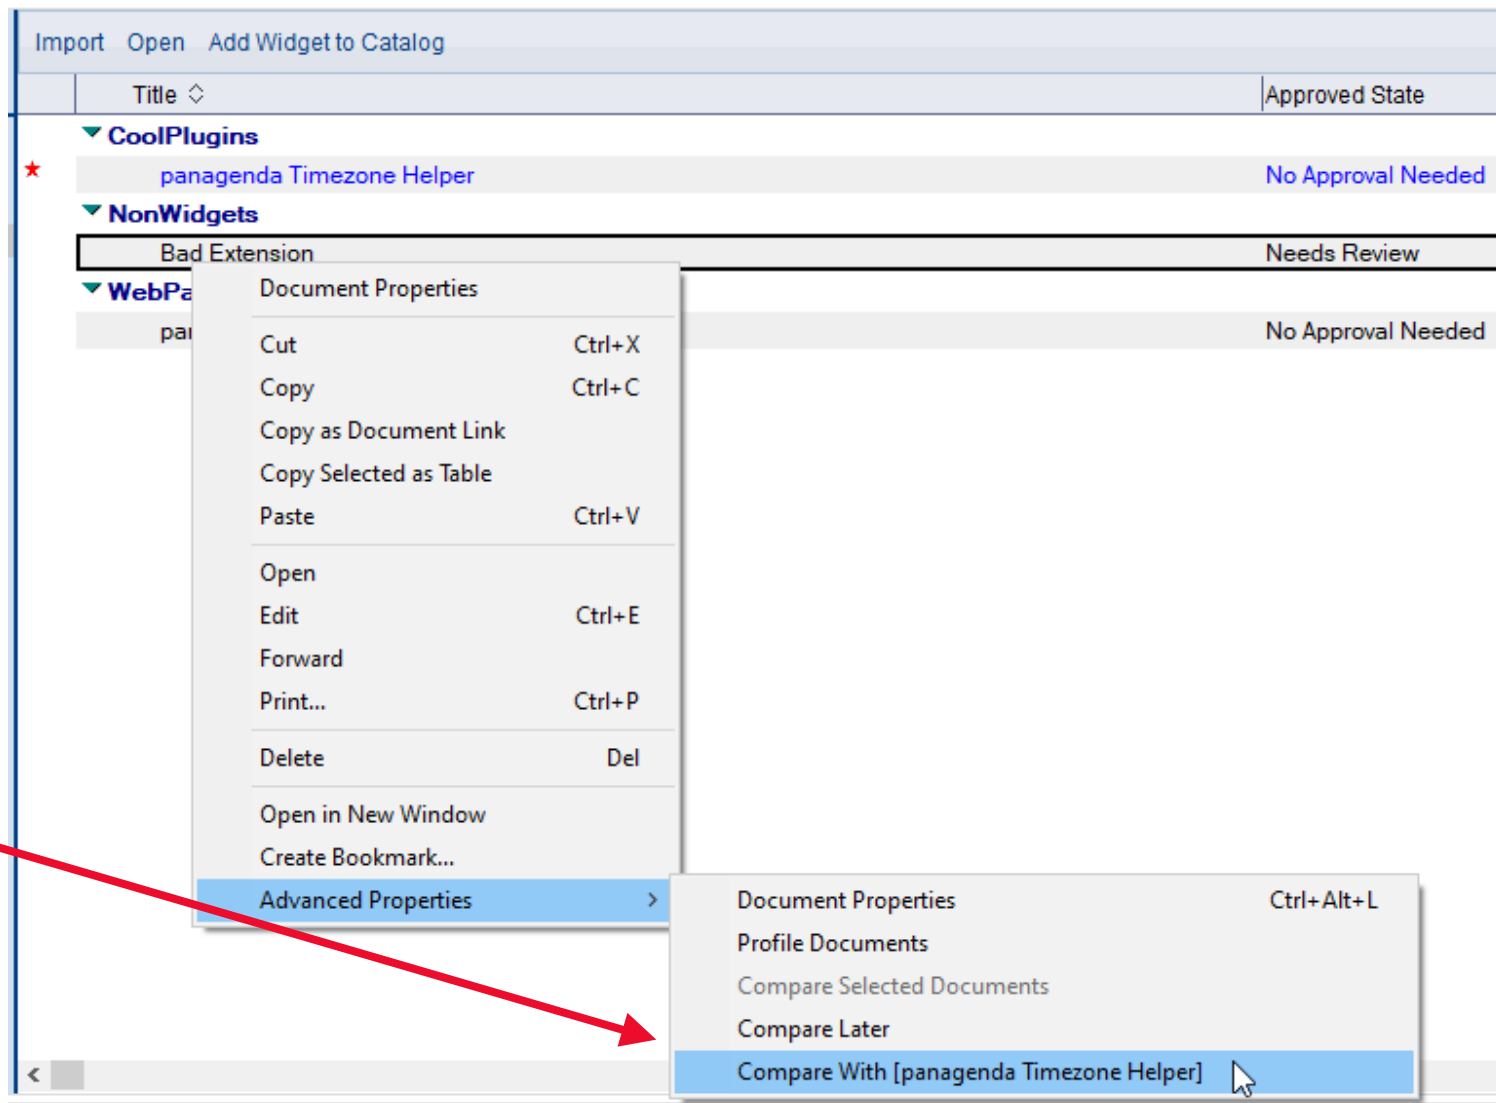 Import Open Add Widget to Catalog
Title Approved State
CoolPlugins
panagenda Timezone Helper No Approval Needed
NonWidgets
Bad Extension Needs Review
WebPa
pa No Approval Needed
Document Properties
Cut Ctrl+X
Copy Ctrl+C
Copy as Document Link
Copy Selected as Table
Paste Ctrl+V
Open
Edit Ctrl+E
Forward
Print... Ctrl+P
Delete Del
Open in New Window
Create Bookmark...
Advanced Properties >
Document Properties Ctrl+Alt+L
Profile Documents
Compare Selected Documents
Compare Later
Compare With [panagenda Timezone Helper]